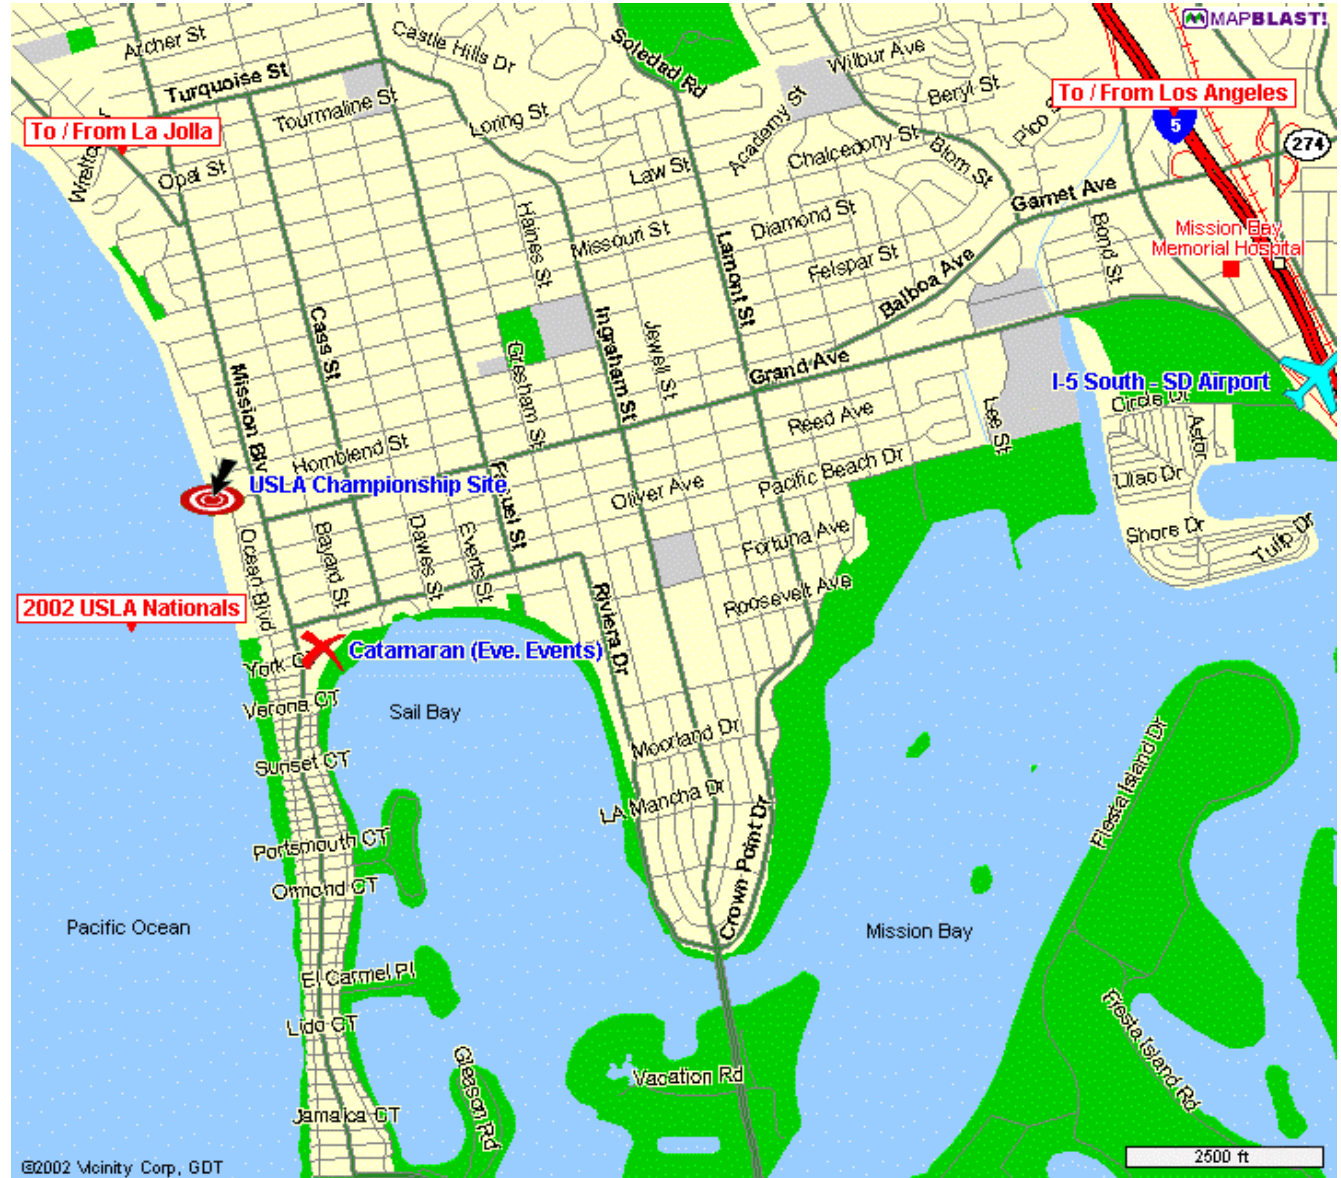 MAPBLAST!
Archer St
Castle Hills Dr
Soledad Rd
Wilbur Ave
Turquoise St
Tourmaline St
Loring St
Academy St
Beryl St
Pico
To / From Los Angeles
5
274
To / From La Jolla
Opal St
Law St
Chalcedony St
Blom St
Garnet Ave
Haines St
Missouri St
Diamond St
Felspar St
Balboa Ave
Bond St
Mission Bay
Memorial Hospital
Lamont St
Cass St
Ingraham St
Jewell St
Gresham St
Grand Ave
Mission Blv
I-5 South - SD Airport
Circle Dr
Astor
Reed Ave
Lee St
Homblend St
Pacific Beach Dr
Lilac Dr
USLA Championship Site
Oliver Ave
Fortuna Ave
Shore Dr
Tulip Dr
Ocean Blvd
Bayard St
Dawes St
Everts St
Roosevelt Ave
Riviera Dr
2002 USLA Nationals
York C
Catamaran (Eve. Events)
Verona CT
Sail Bay
Moorland Dr
Sunset CT
LA Mancha Dr
Fiesta Island Dr
Portsmouth CT
Ormond CT
Crown Point Dr
Pacific Ocean
Mission Bay
El Carmel Pl
Lido CT
Fiesta Island Rd
Gleason Rd
Vacation Rd
Jamaica CT
2500 ft
©2002 Vicinity Corp, GDT